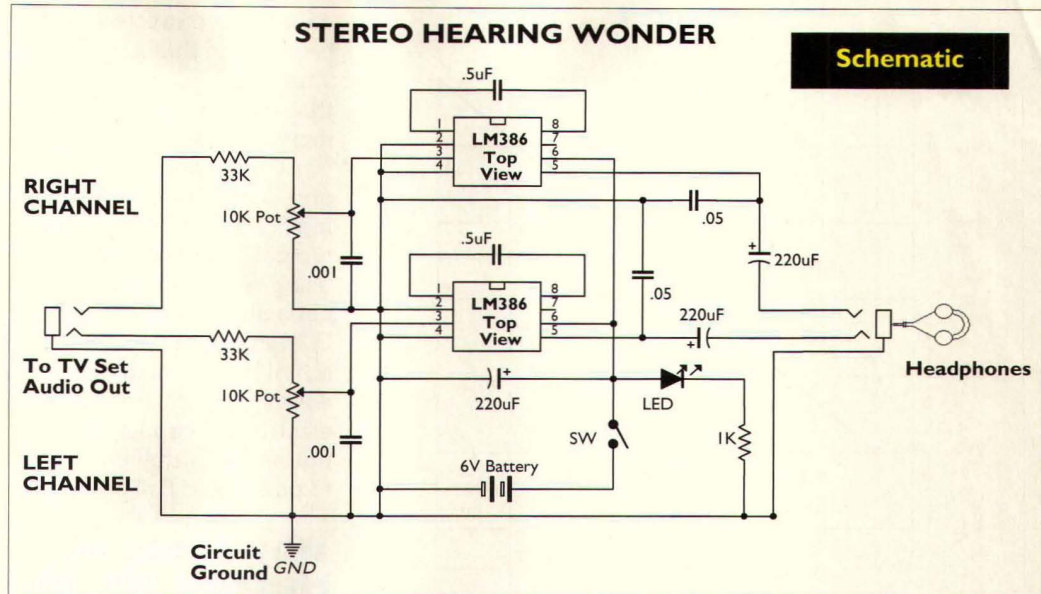 STEREO HEARING WONDER
Schematic
.5uF
1
2
3
4
LM386
Top
View
8
7
6
5
33K
RIGHT
CHANNEL
10K Pot
.001
.05
220uF
.5uF
1
2
3
4
LM386
Top
View
8
7
6
5
.05
220uF
33K
To TV Set
Audio Out
10K Pot
.001
Headphones
220uF
LED
SW
1K
LEFT
CHANNEL
6V Battery
Circuit
Ground
GND
+
+
+